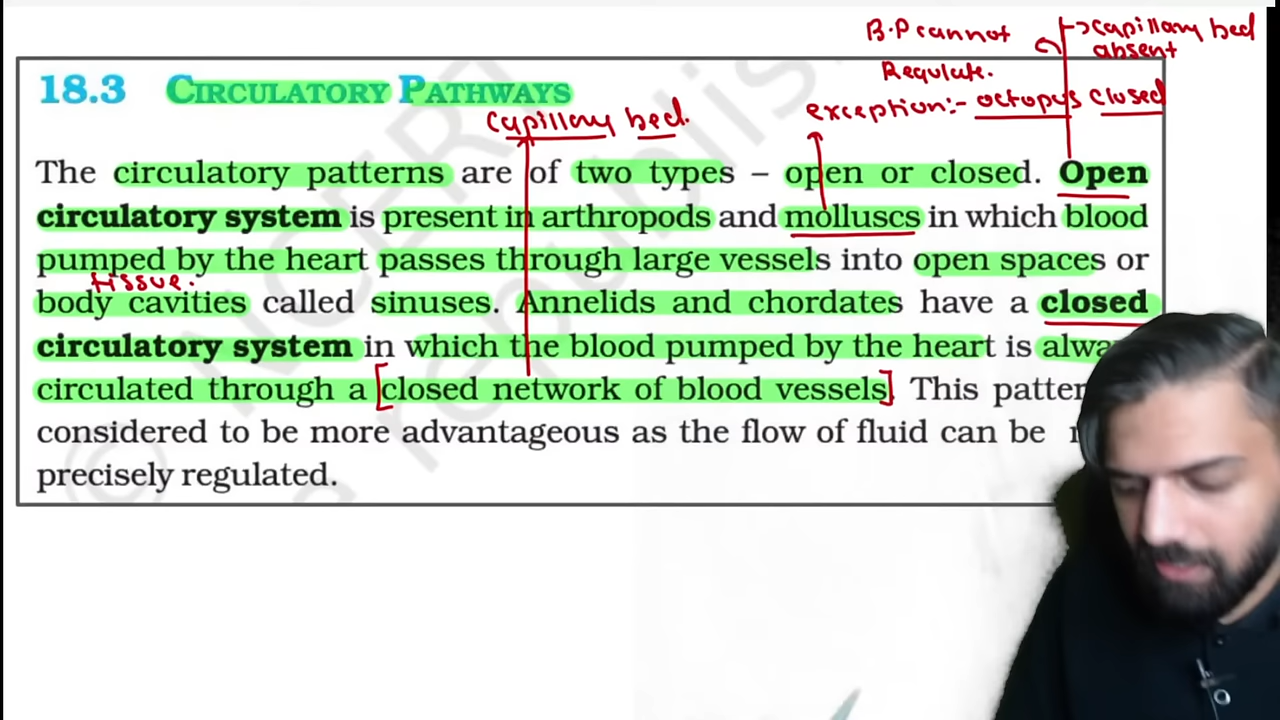 B.P cannot
Regulate.
→ capillary bed
absent
exception:- octopus closed
18.3 CIRCULATORY PATHWAYS
capillary bed.
The circulatory patterns are of two types – open or closed. Open
circulatory system is present in arthropods and molluscs in which blood
pumped by the heart passes through large vessels into open spaces or
tissue.
body cavities called sinuses. Annelids and chordates have a closed
circulatory system in which the blood pumped by the heart is
circulated through a [closed network of blood vessels]. This
considered to be more advantageous as the flow of fluid can be
precisely regulated.